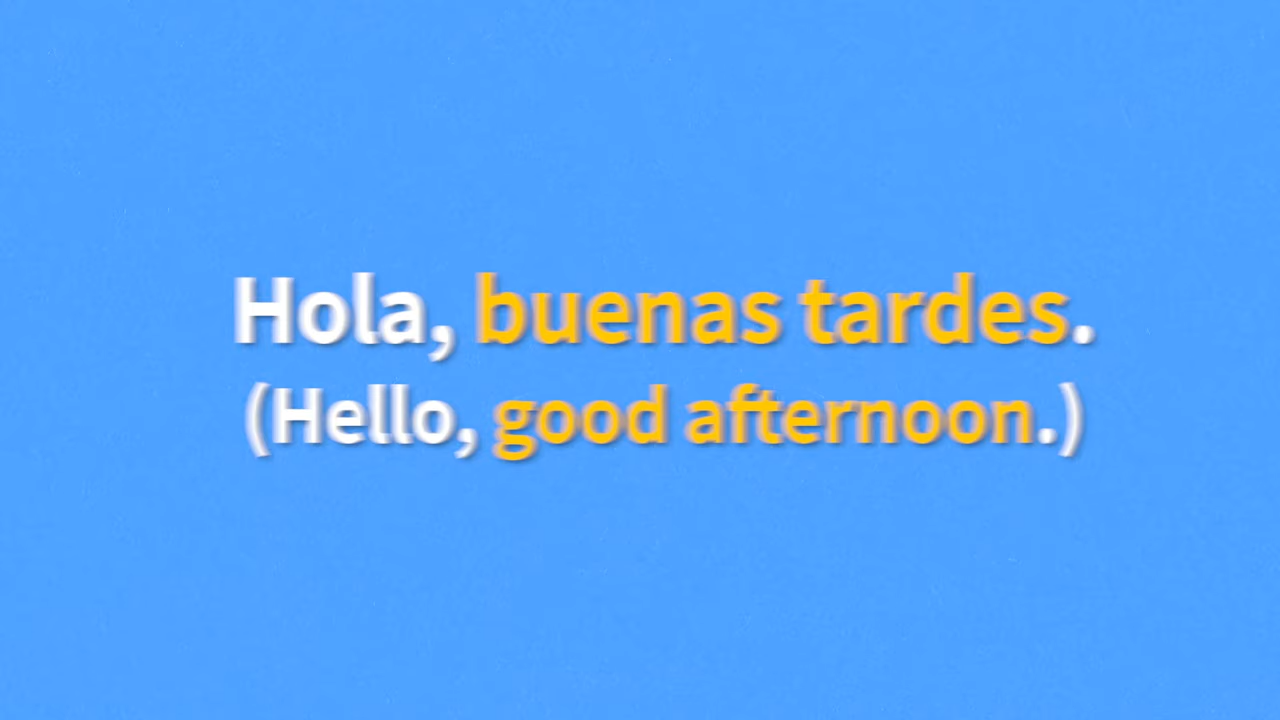 Hola, buenas tardes.
(Hello, good afternoon.)